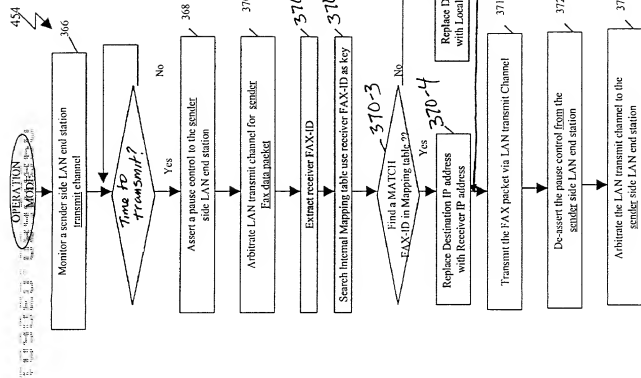 454
OPERATION
MODE
366
Monitor a sender side LAN end station
transmit channel
Time to
transmit?
No
Yes
368
Assert a pause control to the sender
side LAN end station
Arbitrate LAN transmit channel for sender
Fax data packet
Extract receiver FAX-ID
Search Internal Mapping table use receiver FAX-ID as key
370-3
Find a MATCH
FAX-ID in Mapping table ??
No
Yes
370-4
Replace Destination IP address
with Receiver IP address
Replace D
with Local
371
Transmit the FAX packet via LAN transmit Channel
De-assert the pause control from the
sender side LAN end station
Arbitrate the LAN transmit channel to the
sender side LAN end station